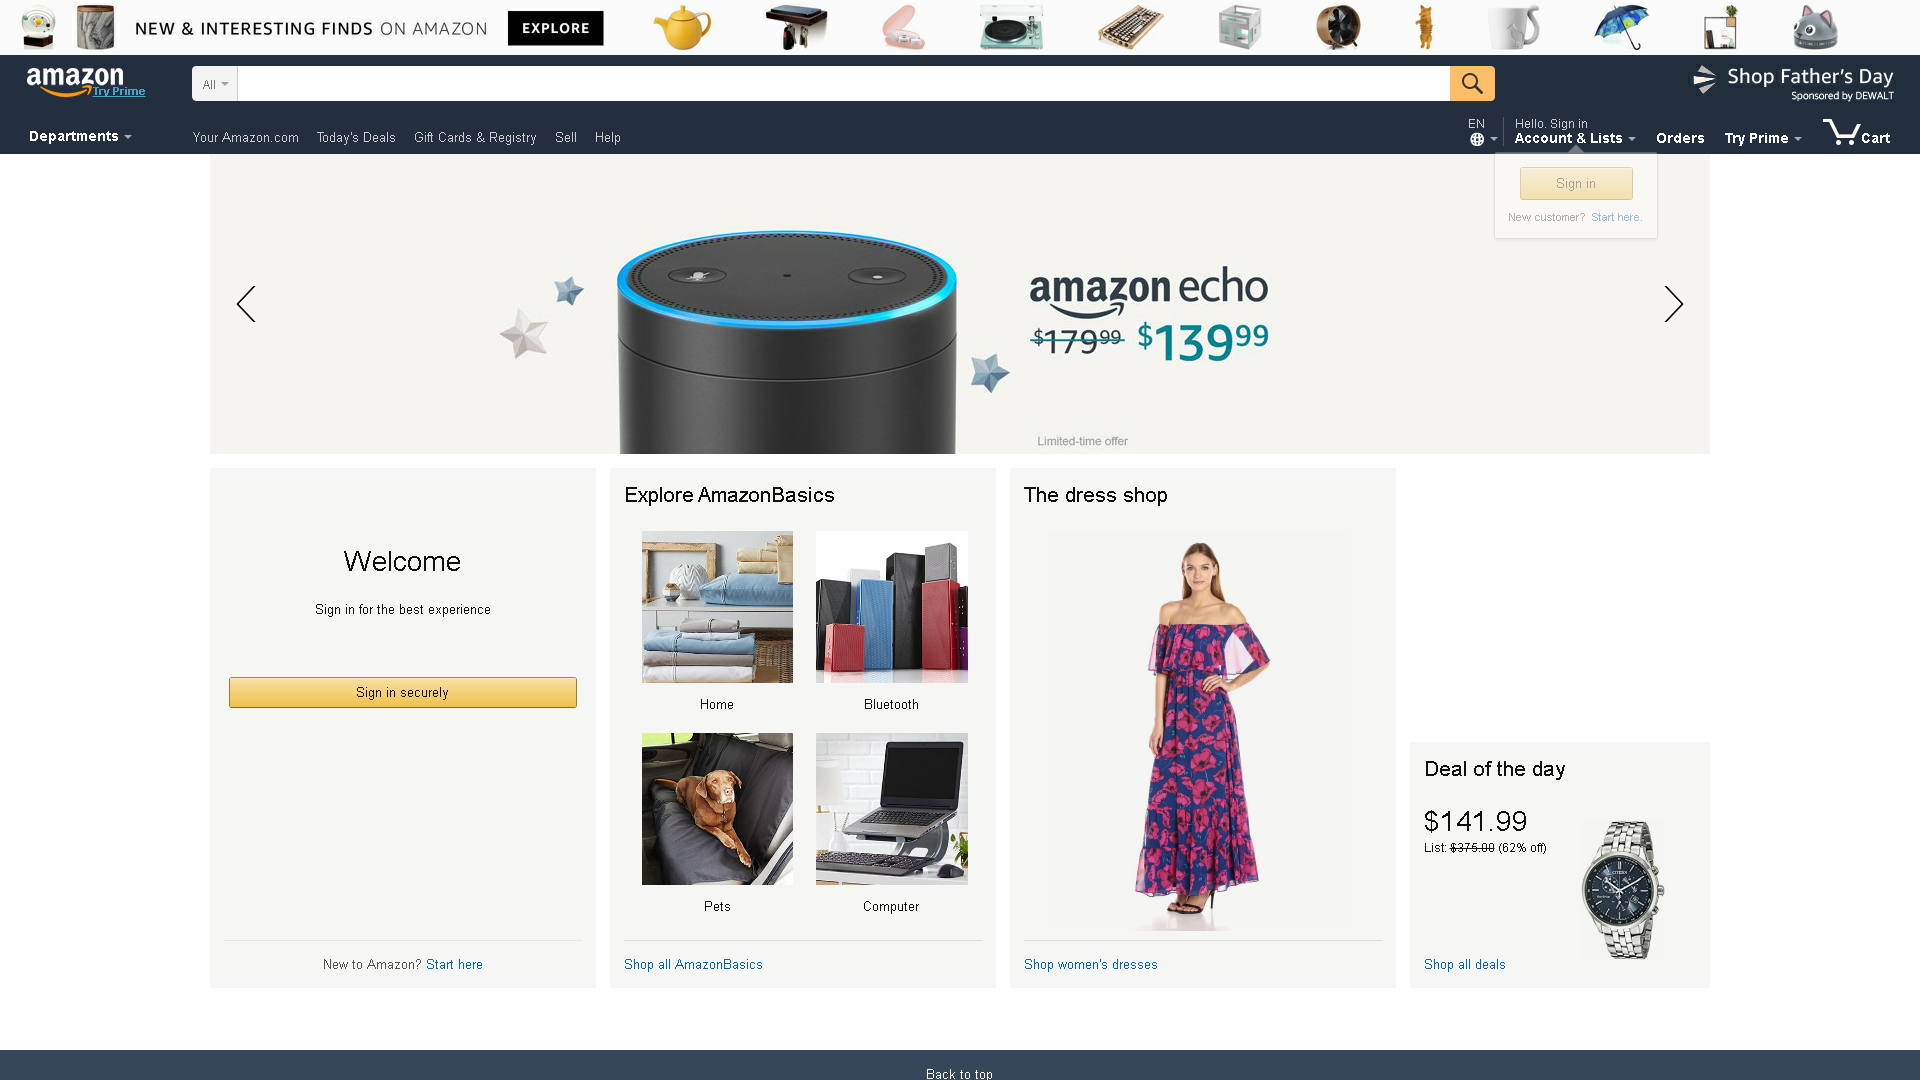 NEW & INTERESTING FINDS ON AMAZON EXPLORE
amazon
Try Prime
All
Shop Father's Day
Sponsored by DEWALT
Departments
Your Amazon.com Today's Deals Gift Cards & Registry Sell Help
EN
Hello. Sign in
Account & Lists
Orders
Try Prime
Cart
Sign in
New customer? Start here.
amazon echo
$179.99 $139.99
Limited-time offer
Welcome
Sign in for the best experience
Sign in securely
New to Amazon? Start here
Explore AmazonBasics
Home
Bluetooth
Pets
Computer
Shop all AmazonBasics
The dress shop
Shop women's dresses
Deal of the day
$141.99
List: $375.00 (62% off)
Shop all deals
Back to top